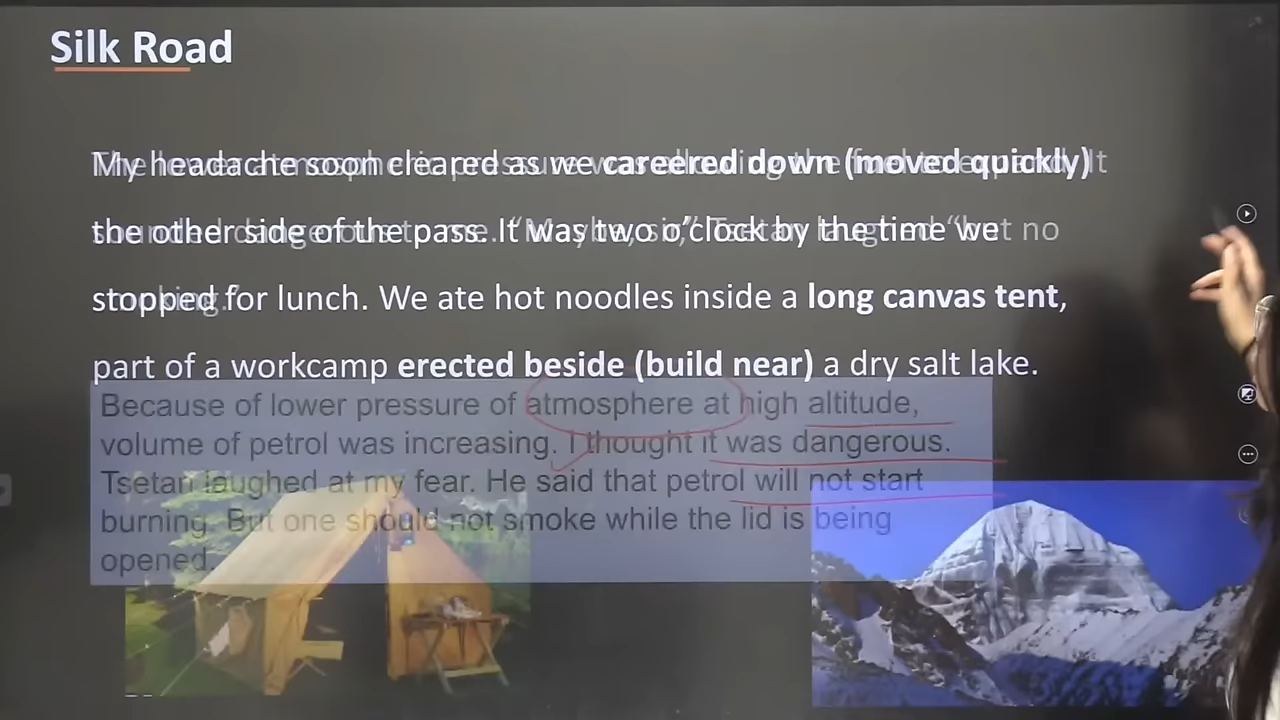 Silk Road
My headache soon cleared as we careered down (moved quickly)
the other side of the pass. It was two o’clock by the time we
stopped for lunch. We ate hot noodles inside a long canvas tent,
part of a workcamp erected beside (build near) a dry salt lake.
Because of lower pressure of atmosphere at high altitude,
volume of petrol was increasing. I thought it was dangerous.
Tsetan laughed at my fear. He said that petrol will not start
burning. But one should not smoke while the lid is being
opened.